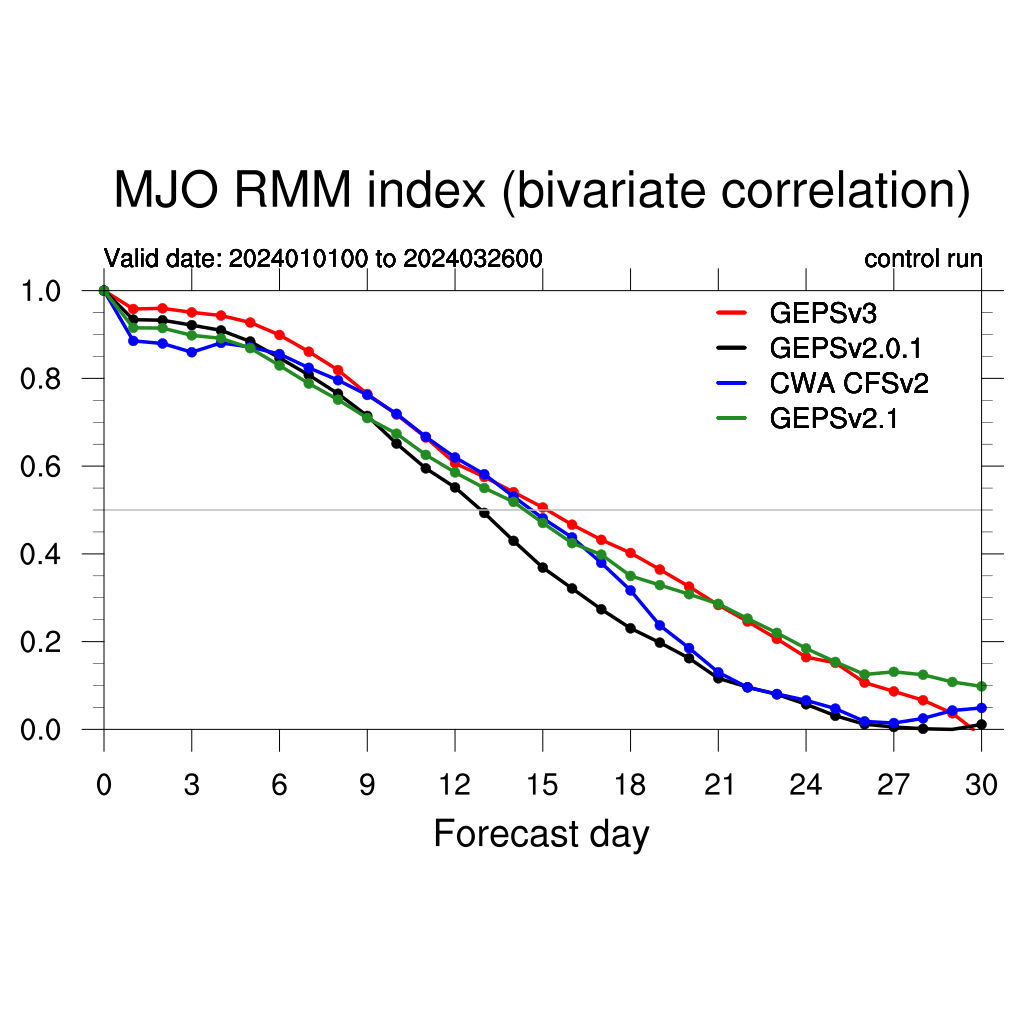 MJO RMM index (bivariate correlation)
Valid date: 2024010100 to 2024032600 control run
1.0
0.8
0.6
0.4
0.2
0.0
GEPSv3
GEPSv2.0.1
CWA CFSv2
GEPSv2.1
0 3 6 9 12 15 18 21 24 27 30
Forecast day